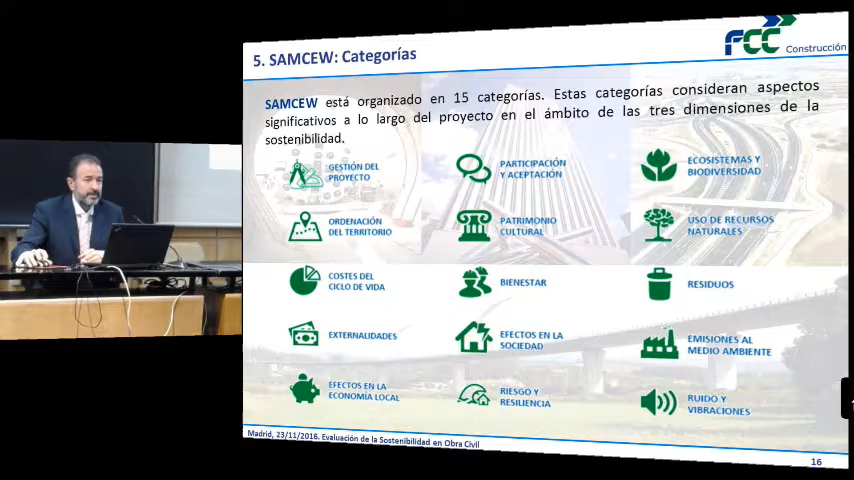 5. SAMCEW: Categorías
FCC Construcción
SAMCEW está organizado en 15 categorías. Estas categorías consideran aspectos
significativos a lo largo del proyecto en el ámbito de las tres dimensiones de la
sostenibilidad.
GESTIÓN DEL
PROYECTO
PARTICIPACIÓN
Y ACEPTACIÓN
ECOSISTEMAS Y
BIODIVERSIDAD
ORDENACIÓN
DEL TERRITORIO
PATRIMONIO
CULTURAL
USO DE RECURSOS
NATURALES
COSTES DEL
CICLO DE VIDA
BIENESTAR
RESIDUOS
EXTERNALIDADES
EFECTOS EN LA
SOCIEDAD
EMISIONES AL
MEDIO AMBIENTE
EFECTOS EN LA
ECONOMÍA LOCAL
RIESGO Y
RESILIENCIA
RUIDO Y
VIBRACIONES
Madrid, 23/11/2016. Evaluación de la Sostenibilidad en Obra Civil
16